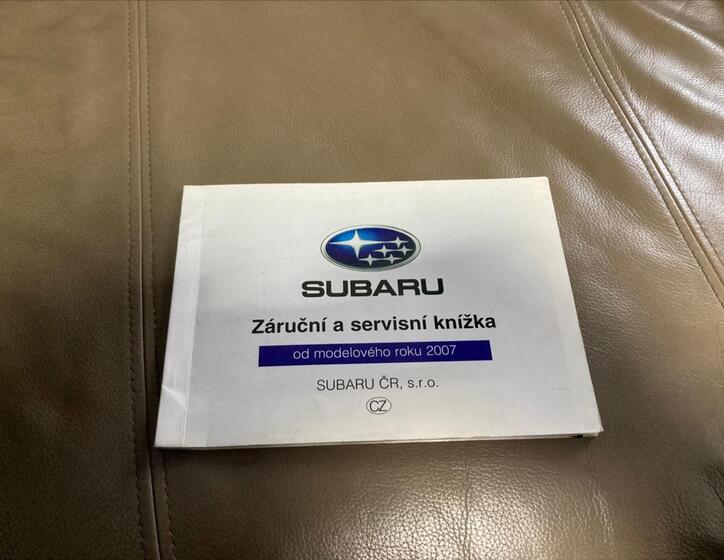 SUBARU
Záruční a servisní knížka
od modelového roku 2007
SUBARU ČR, s.r.o.
CZ